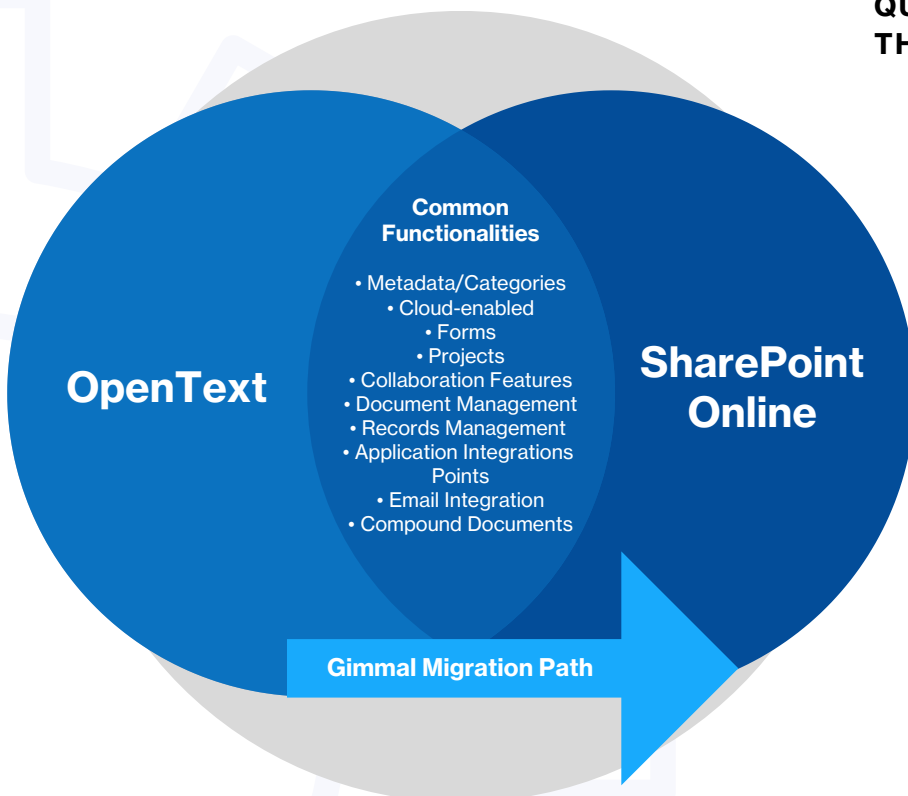 TH
Common
Functionalities
• Metadata/Categories
• Cloud-enabled
• Forms
• Projects
• Collaboration Features
• Document Management
• Records Management
• Application Integrations
Points
• Email Integration
• Compound Documents
OpenText
SharePoint
Online
Gimmal Migration Path